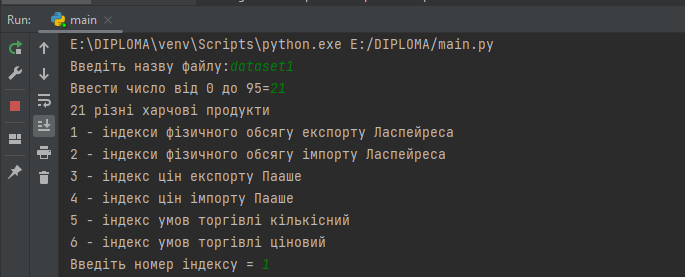 Run:
main
E:\DIPLOMA\venv\Scripts\python.exe E:/DIPLOMA/main.py
Введіть назву файлу:dataset1
Ввести число від 0 до 95=21
21 різні харчові продукти
1 - індекси фізичного обсягу експорту Ласпейреса
2 - індекси фізичного обсягу імпорту Ласпейреса
3 - індекс цін експорту Пааше
4 - індекс цін імпорту Пааше
5 - індекс умов торгівлі кількісний
6 - індекс умов торгівлі ціновий
Введіть номер індексу = 1